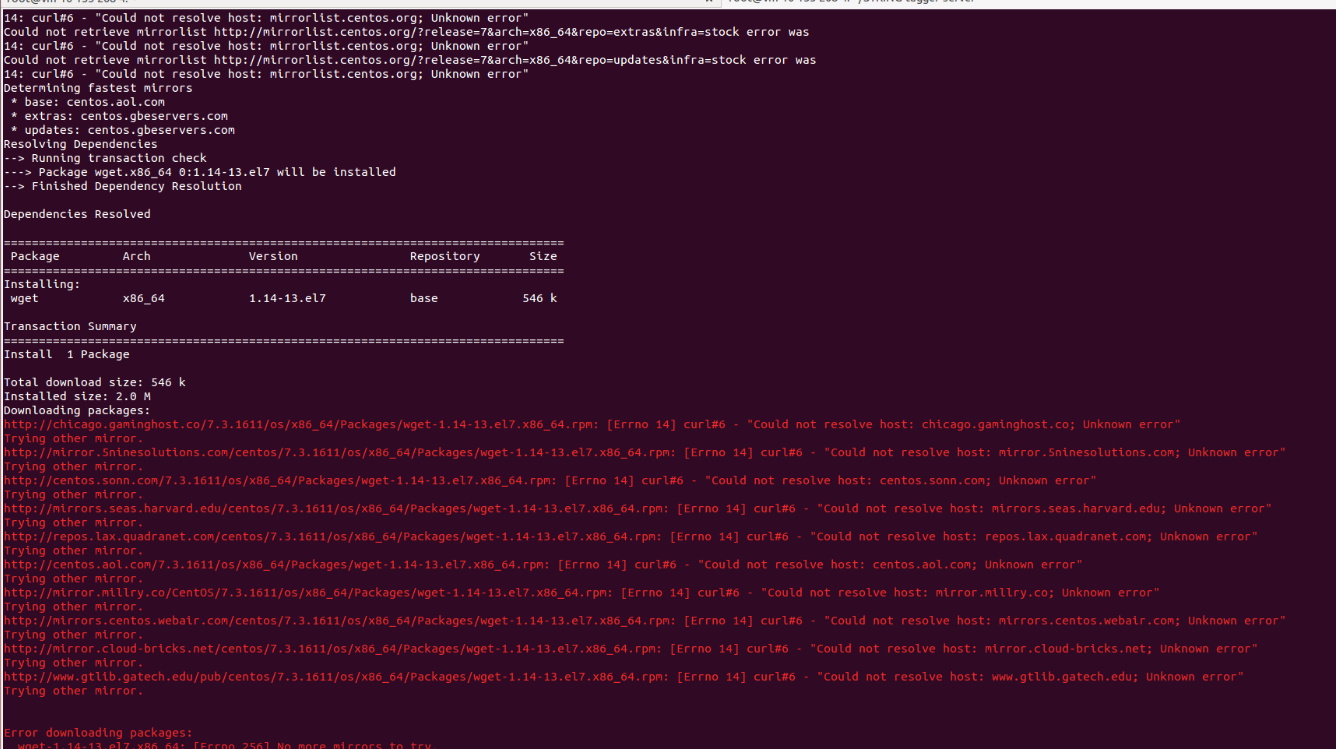 14: curl#6 - "Could not resolve host: mirrorlist.centos.org; Unknown error"
Could not retrieve mirrorlist http://mirrorlist.centos.org/?release=7&arch=x86_64&repo=extras&infra=stock error was
14: curl#6 - "Could not resolve host: mirrorlist.centos.org; Unknown error"
Could not retrieve mirrorlist http://mirrorlist.centos.org/?release=7&arch=x86_64&repo=updates&infra=stock error was
14: curl#6 - "Could not resolve host: mirrorlist.centos.org; Unknown error"
Determining fastest mirrors
 * base: centos.aol.com
 * extras: centos.gbeservers.com
 * updates: centos.gbeservers.com
Resolving Dependencies
--> Running transaction check
---> Package wget.x86_64 0:1.14-13.el7 will be installed
--> Finished Dependency Resolution
Dependencies Resolved
================================================================================
 Package Arch Version Repository Size
================================================================================
Installing:
 wget x86_64 1.14-13.el7 base 546 k
Transaction Summary
================================================================================
Install 1 Package
Total download size: 546 k
Installed size: 2.0 M
Downloading packages:
http://chicago.gaminghost.co/7.3.1611/os/x86_64/Packages/wget-1.14-13.el7.x86_64.rpm: [Errno 14] curl#6 - "Could not resolve host: chicago.gaminghost.co; Unknown error"
Trying other mirror.
http://mirror.5ninesolutions.com/centos/7.3.1611/os/x86_64/Packages/wget-1.14-13.el7.x86_64.rpm: [Errno 14] curl#6 - "Could not resolve host: mirror.5ninesolutions.com; Unknown error"
Trying other mirror.
http://centos.sonn.com/7.3.1611/os/x86_64/Packages/wget-1.14-13.el7.x86_64.rpm: [Errno 14] curl#6 - "Could not resolve host: centos.sonn.com; Unknown error"
Trying other mirror.
http://mirrors.seas.harvard.edu/centos/7.3.1611/os/x86_64/Packages/wget-1.14-13.el7.x86_64.rpm: [Errno 14] curl#6 - "Could not resolve host: mirrors.seas.harvard.edu; Unknown error"
Trying other mirror.
http://repos.lax.quadranet.com/centos/7.3.1611/os/x86_64/Packages/wget-1.14-13.el7.x86_64.rpm: [Errno 14] curl#6 - "Could not resolve host: repos.lax.quadranet.com; Unknown error"
Trying other mirror.
http://centos.aol.com/7.3.1611/os/x86_64/Packages/wget-1.14-13.el7.x86_64.rpm: [Errno 14] curl#6 - "Could not resolve host: centos.aol.com; Unknown error"
Trying other mirror.
http://mirror.millry.co/CentOS/7.3.1611/os/x86_64/Packages/wget-1.14-13.el7.x86_64.rpm: [Errno 14] curl#6 - "Could not resolve host: mirror.millry.co; Unknown error"
Trying other mirror.
http://mirrors.centos.webair.com/centos/7.3.1611/os/x86_64/Packages/wget-1.14-13.el7.x86_64.rpm: [Errno 14] curl#6 - "Could not resolve host: mirrors.centos.webair.com; Unknown error"
Trying other mirror.
http://mirror.cloud-bricks.net/centos/7.3.1611/os/x86_64/Packages/wget-1.14-13.el7.x86_64.rpm: [Errno 14] curl#6 - "Could not resolve host: mirror.cloud-bricks.net; Unknown error"
Trying other mirror.
http://www.gtlib.gatech.edu/pub/centos/7.3.1611/os/x86_64/Packages/wget-1.14-13.el7.x86_64.rpm: [Errno 14] curl#6 - "Could not resolve host: www.gtlib.gatech.edu; Unknown error"
Trying other mirror.
Error downloading packages:
 wget-1.14-13.el7.x86_64: [Errno 256] No more mirrors to try.